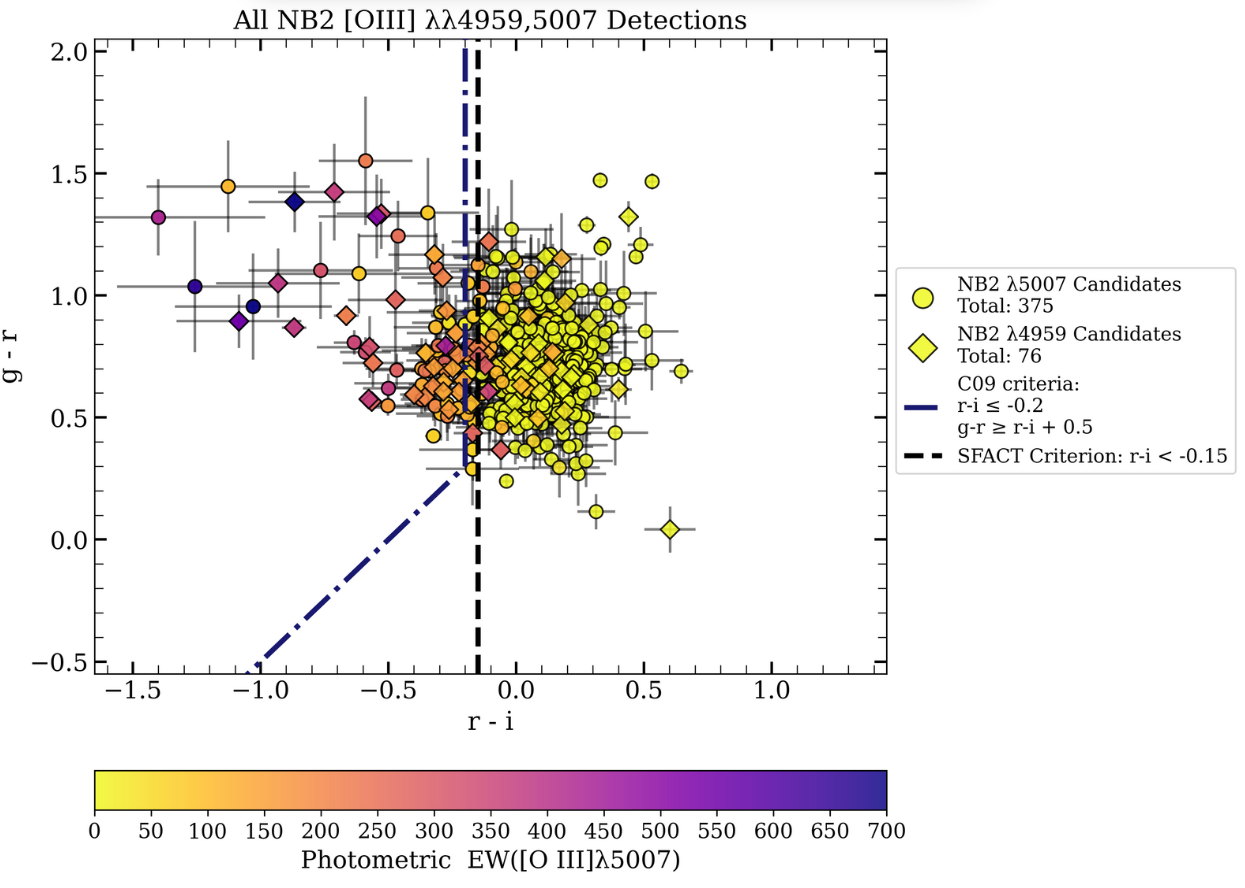 All NB2 [OIII] λλ4959,5007 Detections
2.0
1.5
1.0
0.5
0.0
−0.5
g - r
−1.5 −1.0 −0.5 0.0 0.5 1.0
r - i
NB2 λ5007 Candidates
Total: 375
NB2 λ4959 Candidates
Total: 76
C09 criteria:
r-i ≤ -0.2
g-r ≥ r-i + 0.5
SFACT Criterion: r-i < -0.15
0 50 100 150 200 250 300 350 400 450 500 550 600 650 700
Photometric EW([O III]λ5007)